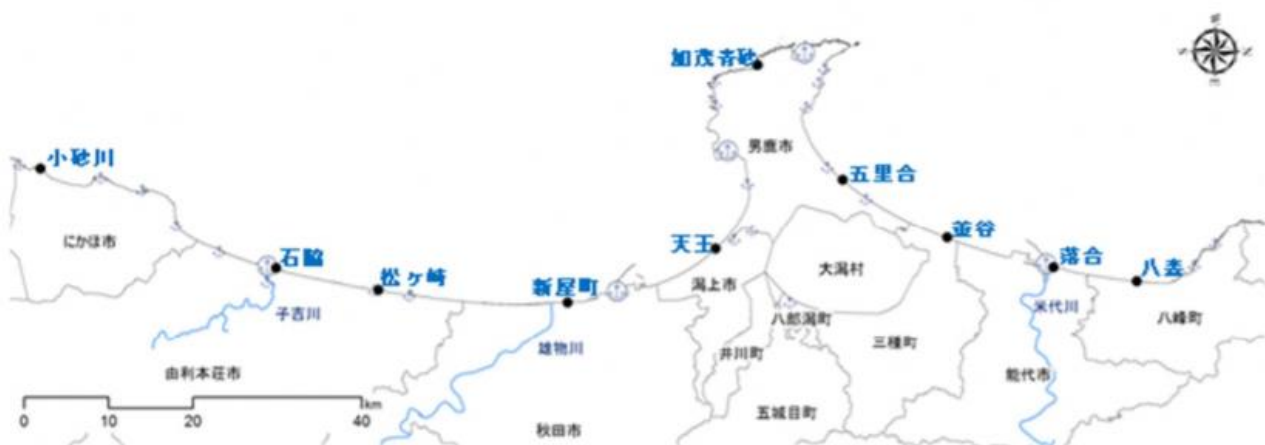 加茂青砂
男鹿市
小砂川
五里合
にかほ市
天王
釜谷
石脇
大潟村
落合
松ヶ崎
新屋町
潟上市
八森
子吉川
八郎潟町
米代川
八峰町
雄物川
井川町
三種町
由利本荘市
能代市
km
五城目町
0 10 20 40
秋田市